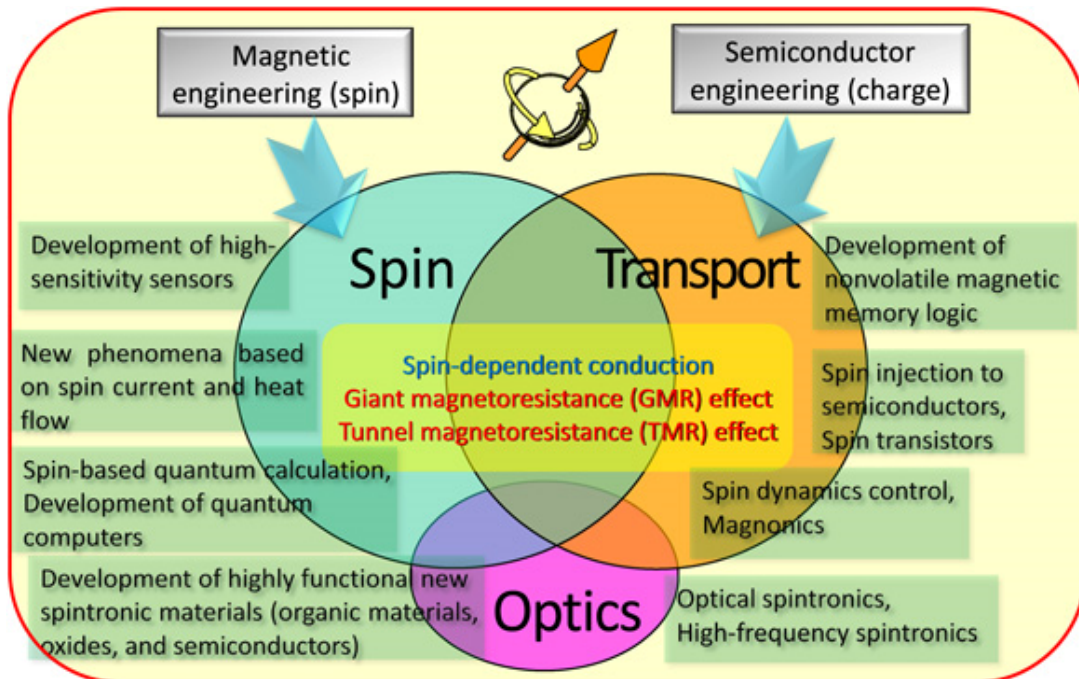 Magnetic
engineering (spin)
Semiconductor
engineering (charge)
Spin
Transport
Development of high-
sensitivity sensors
New phenomena based
on spin current and heat
flow
Spin-based quantum calculation,
Development of quantum
computers
Development of highly functional new
spintronic materials (organic materials,
oxides, and semiconductors)
Spin-dependent conduction
Giant magnetoresistance (GMR) effect
Tunnel magnetoresistance (TMR) effect
Development of
nonvolatile magnetic
memory logic
Spin injection to
semiconductors,
Spin transistors
Spin dynamics control,
Magnonics
Optics
Optical spintronics,
High-frequency spintronics